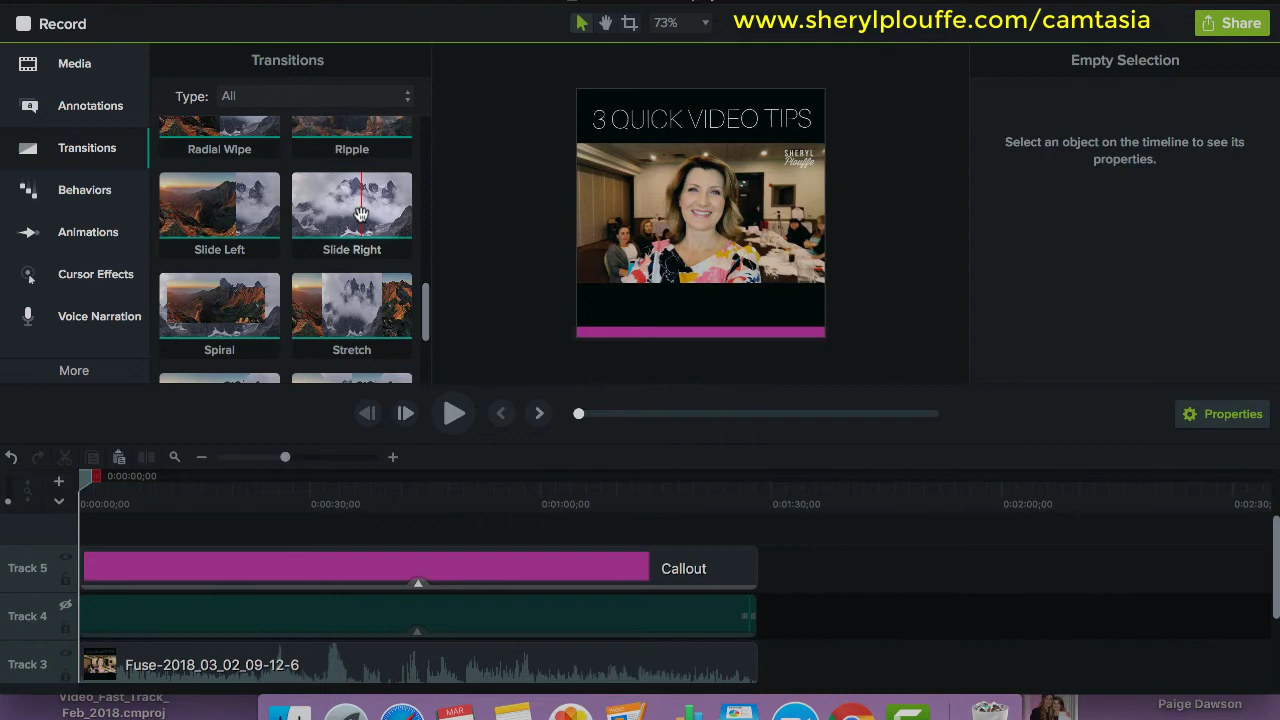 Record
73%
www.sherylplouffe.com/camtasia
Share
Media
Annotations
Transitions
Behaviors
Animations
Cursor Effects
Voice Narration
More
Transitions
Type: All
Radial Wipe
Ripple
Slide Left
Slide Right
Spiral
Stretch
3 QUICK VIDEO TIPS
SHERYL
Plouffe
Empty Selection
Select an object on the timeline to see its
properties.
Properties
0:00:00;00
0:00:00;00
0:00:30;00
0:01:00;00
0:01:30;00
0:02:00;00
0:02:30;
Track 5
Callout
Track 4
Track 3
Fuse-2018_03_02_09-12-6
Video_Fast_Track_
Feb_2018.cmproj
MAR
Paige Dawson